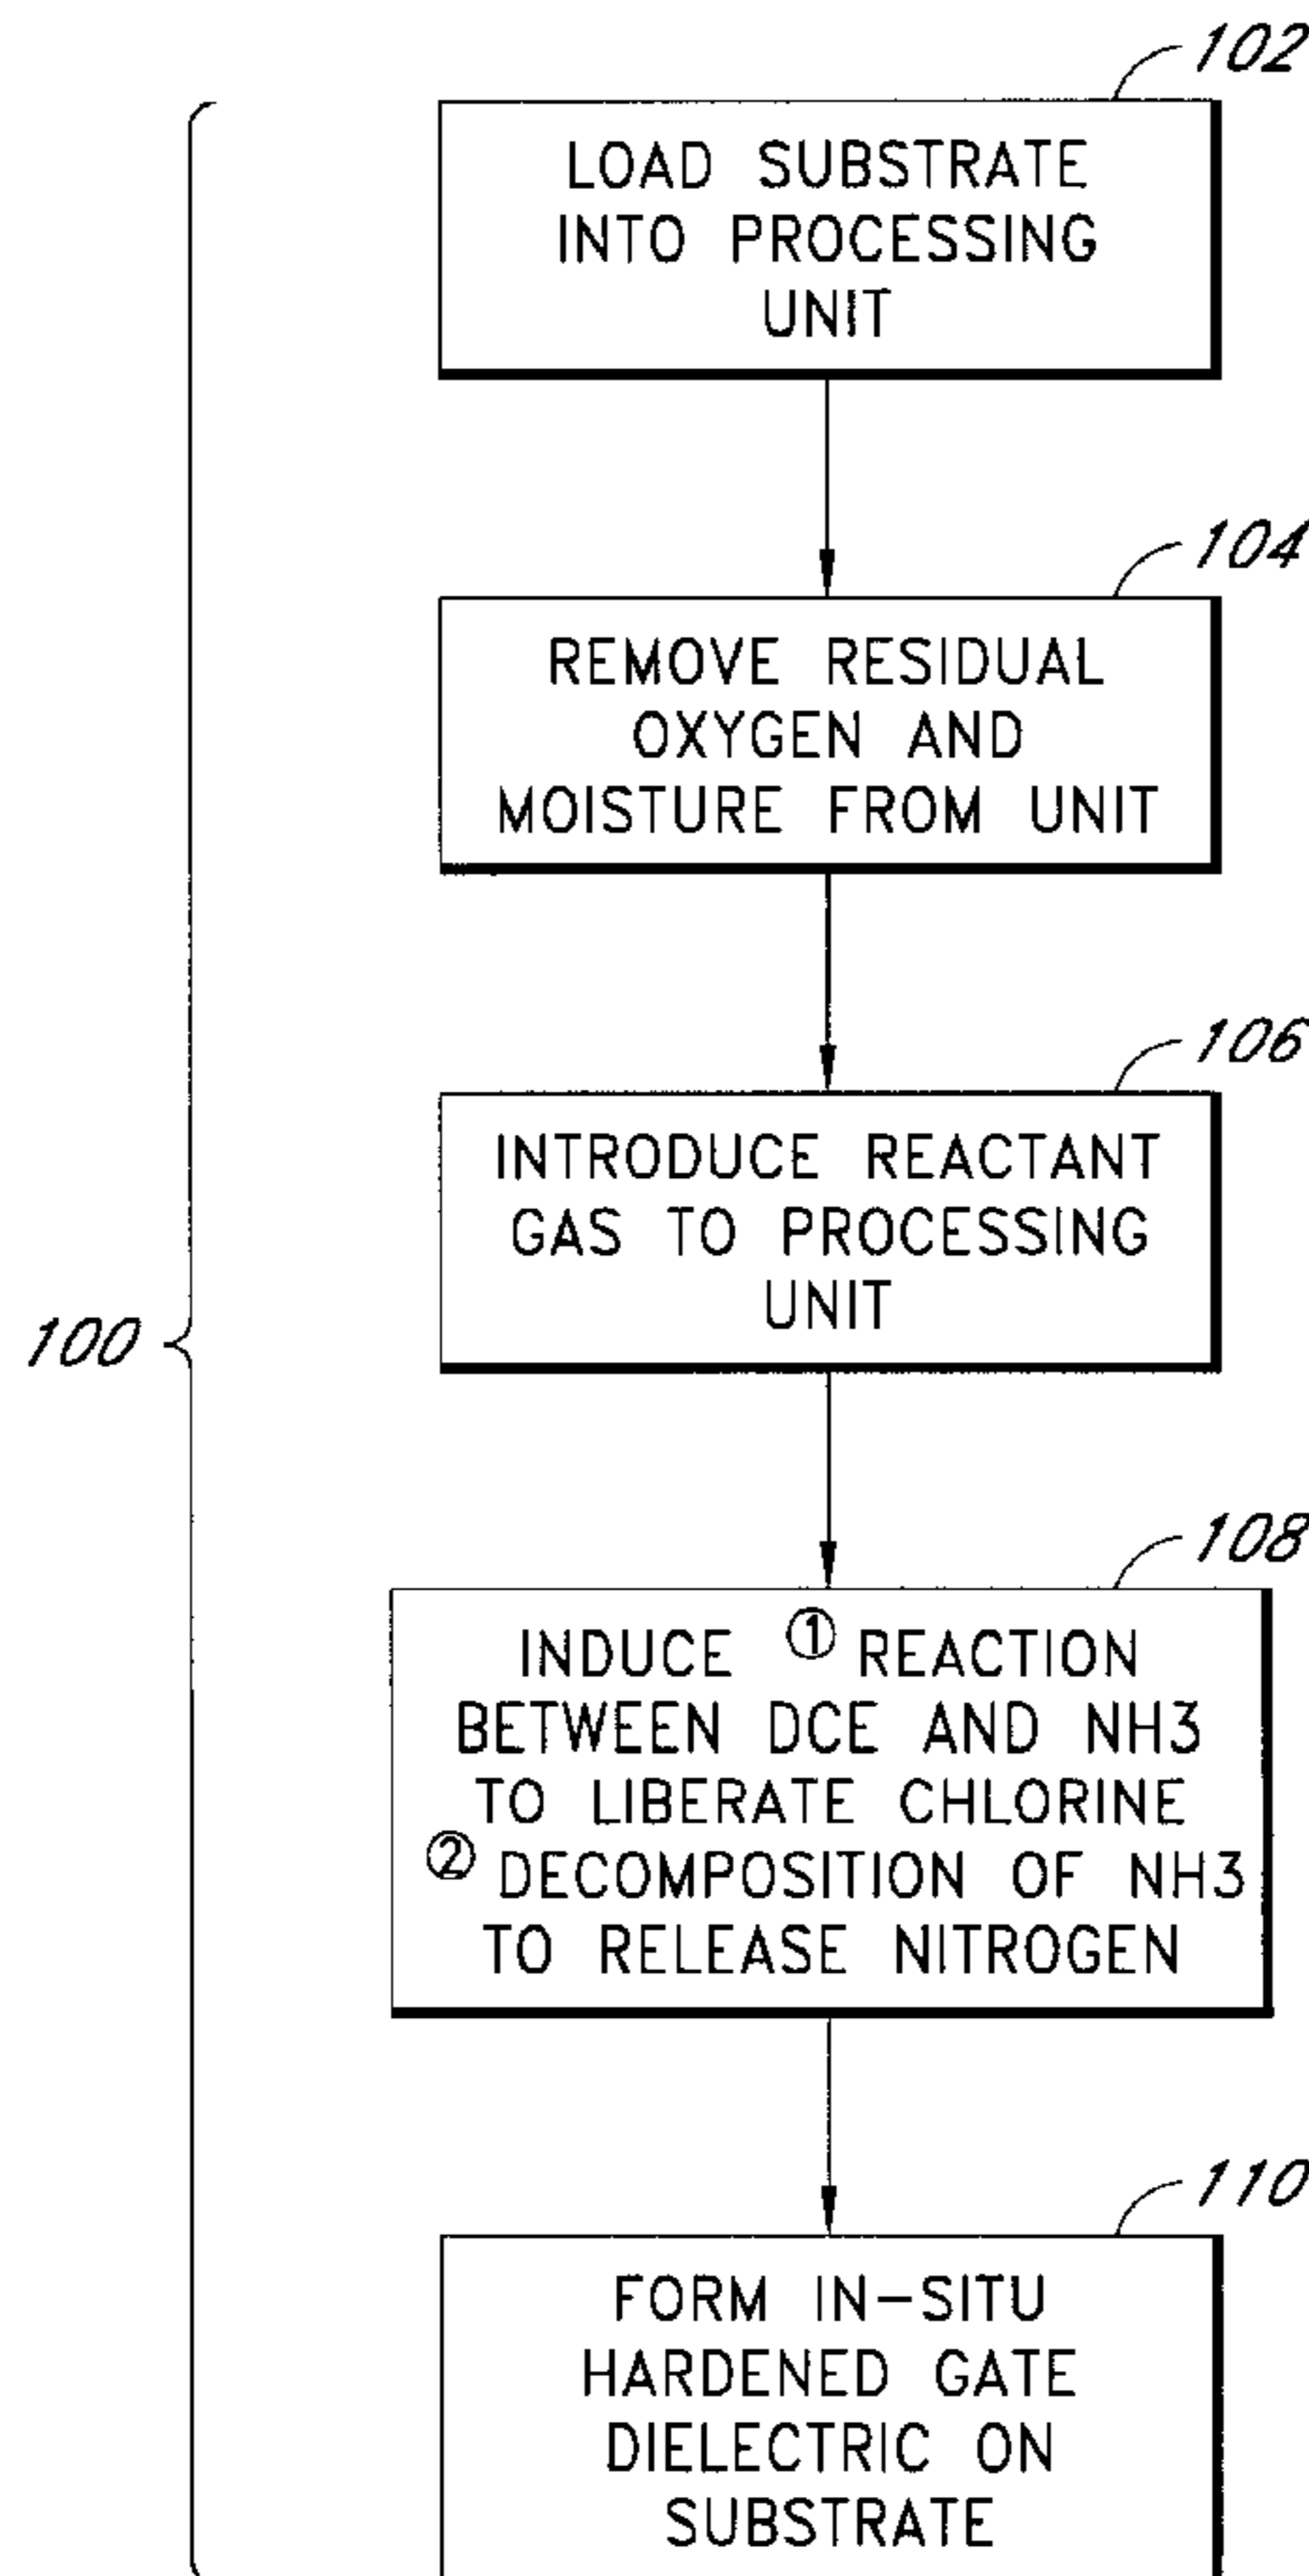 102
LOAD SUBSTRATE
INTO PROCESSING
UNIT
104
REMOVE RESIDUAL
OXYGEN AND
MOISTURE FROM UNIT
106
INTRODUCE REACTANT
GAS TO PROCESSING
UNIT
100
108
INDUCE ① REACTION
BETWEEN DCE AND NH3
TO LIBERATE CHLORINE
② DECOMPOSITION OF NH3
TO RELEASE NITROGEN
110
FORM IN-SITU
HARDENED GATE
DIELECTRIC ON
SUBSTRATE